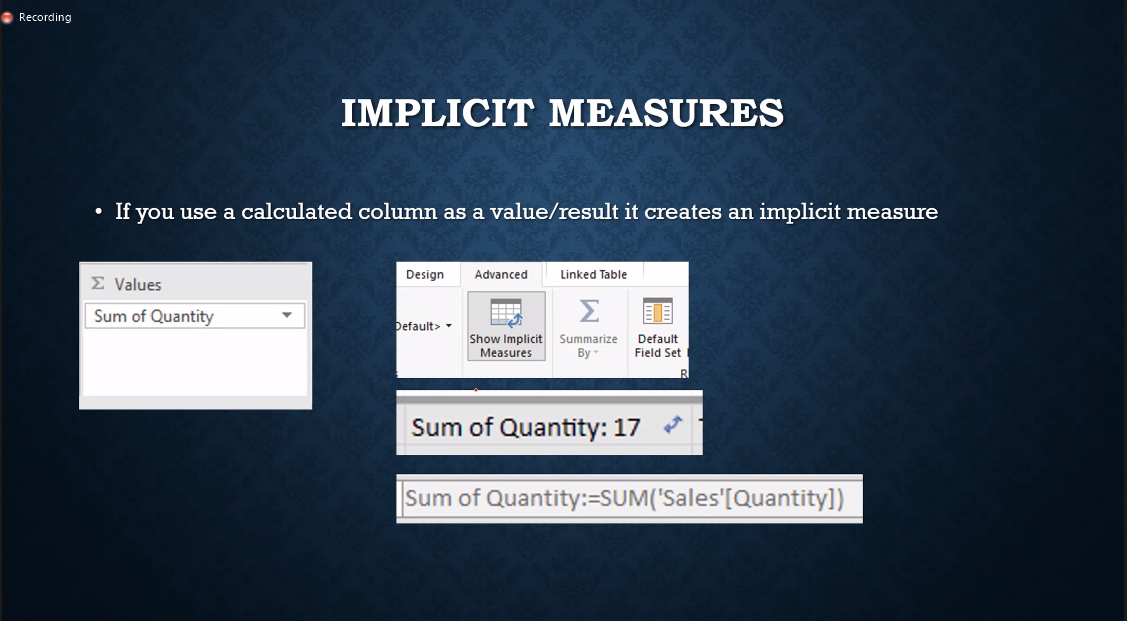 Recording
IMPLICIT MEASURES
• If you use a calculated column as a value/result it creates an implicit measure
Σ Values
Sum of Quantity
Design Advanced Linked Table
Default>
Show Implicit
Measures
Σ
Summarize
By
Default
Field Set
R
Sum of Quantity: 17
Sum of Quantity:=SUM('Sales'[Quantity])